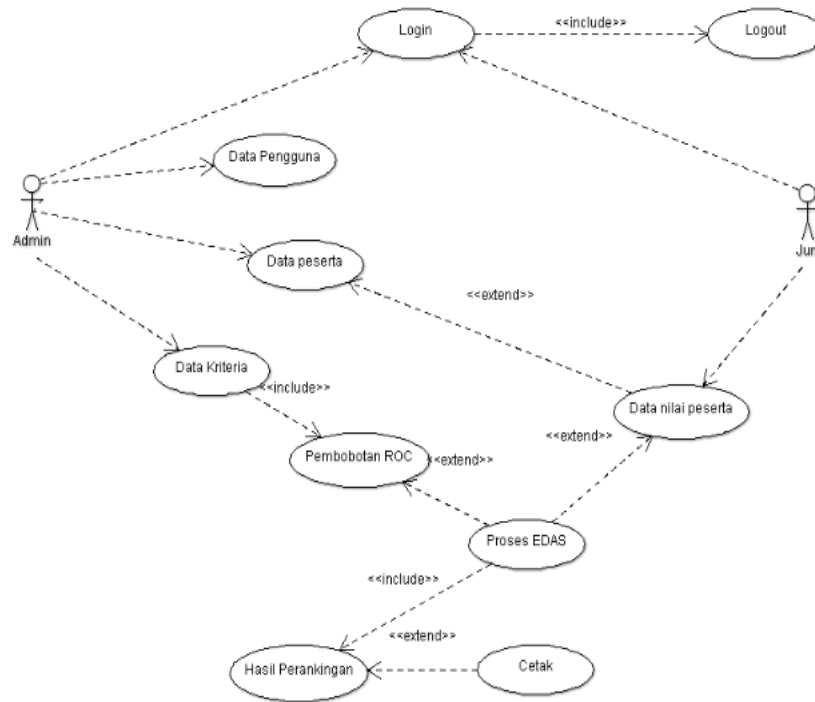 Login
<<include>>
Logout
Data Pengguna
Admin
Data peserta
<<extend>>
Data Kriteria
<<include>>
Data nilai peserta
<<extend>>
Pembobotan ROC
<<extend>>
Proses EDAS
<<include>>
<<extend>>
Hasil Perankingan
Cetak